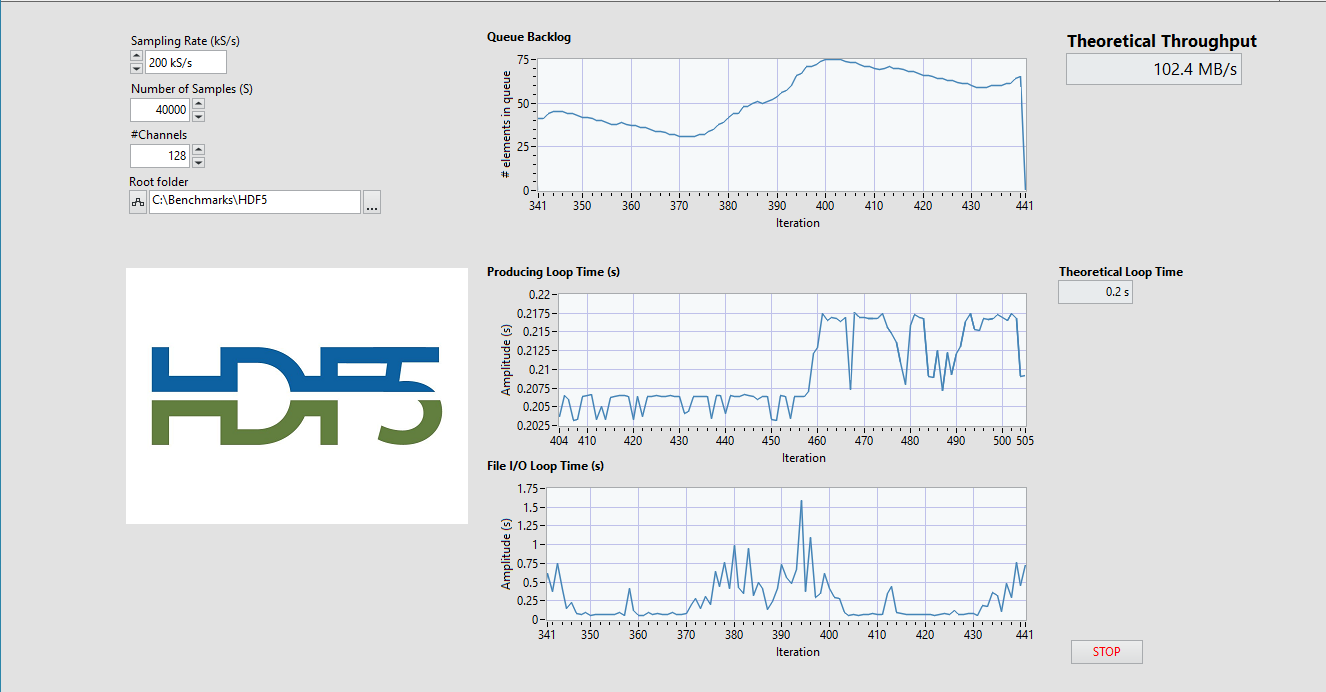 Sampling Rate (kS/s)
200 kS/s
Number of Samples (S)
40000
#Channels
128
Root folder
C:\Benchmarks\HDF5
...
HDF5
Queue Backlog
# elements in queue
75
50
25
0
341 350 360 370 380 390 400 410 420 430 441
Iteration
Theoretical Throughput
102.4 MB/s
Producing Loop Time (s)
Amplitude (s)
0.22
0.2175
0.215
0.2125
0.21
0.2075
0.205
0.2025
404 410 420 430 440 450 460 470 480 490 500 505
Iteration
Theoretical Loop Time
0.2 s
File I/O Loop Time (s)
Amplitude (s)
1.75
1.5
1.25
1
0.75
0.5
0.25
0
341 350 360 370 380 390 400 410 420 430 441
Iteration
STOP